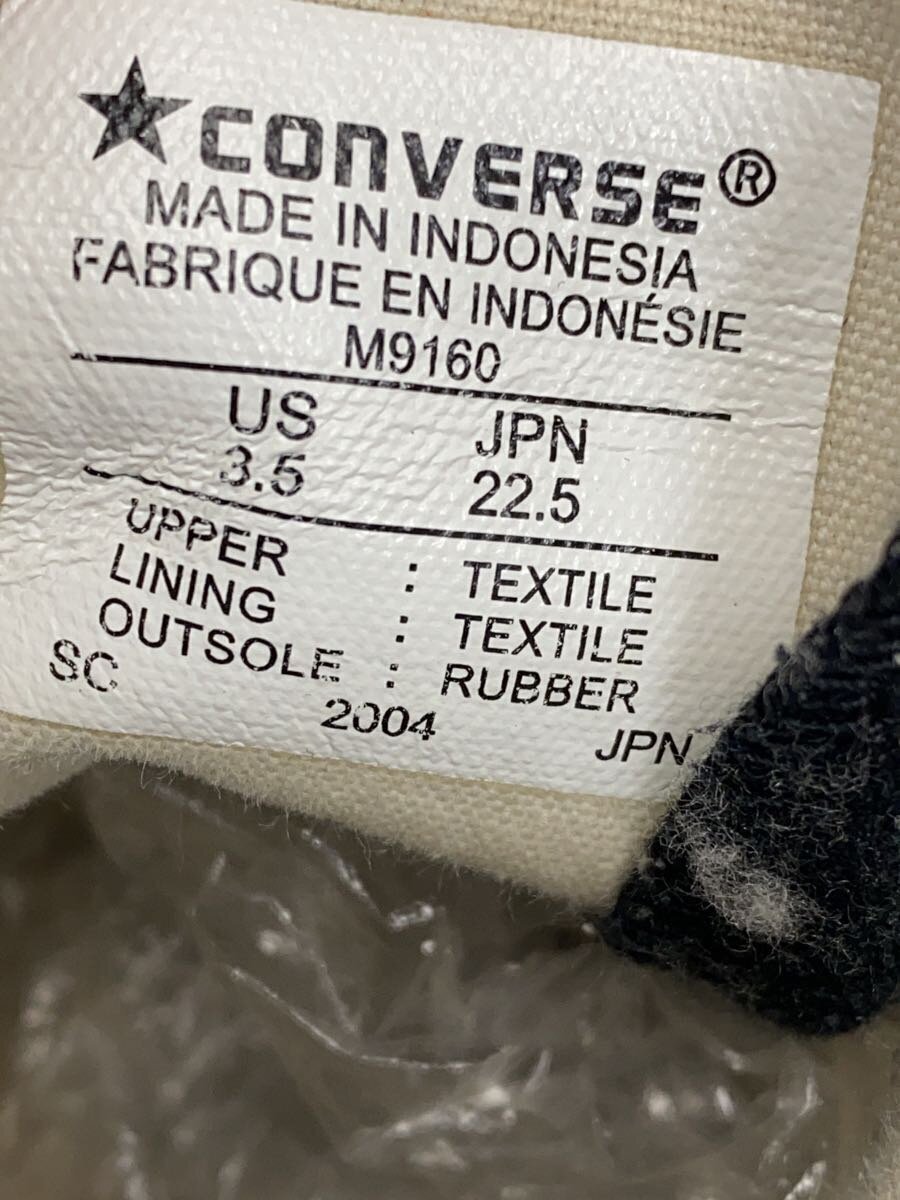 ★CONVERSE®
MADE IN INDONESIA
FABRIQUE EN INDONÉSIE
M9160
US JPN
3.5 22.5
UPPER : TEXTILE
LINING : TEXTILE
OUTSOLE : RUBBER
SC 2004 JPN